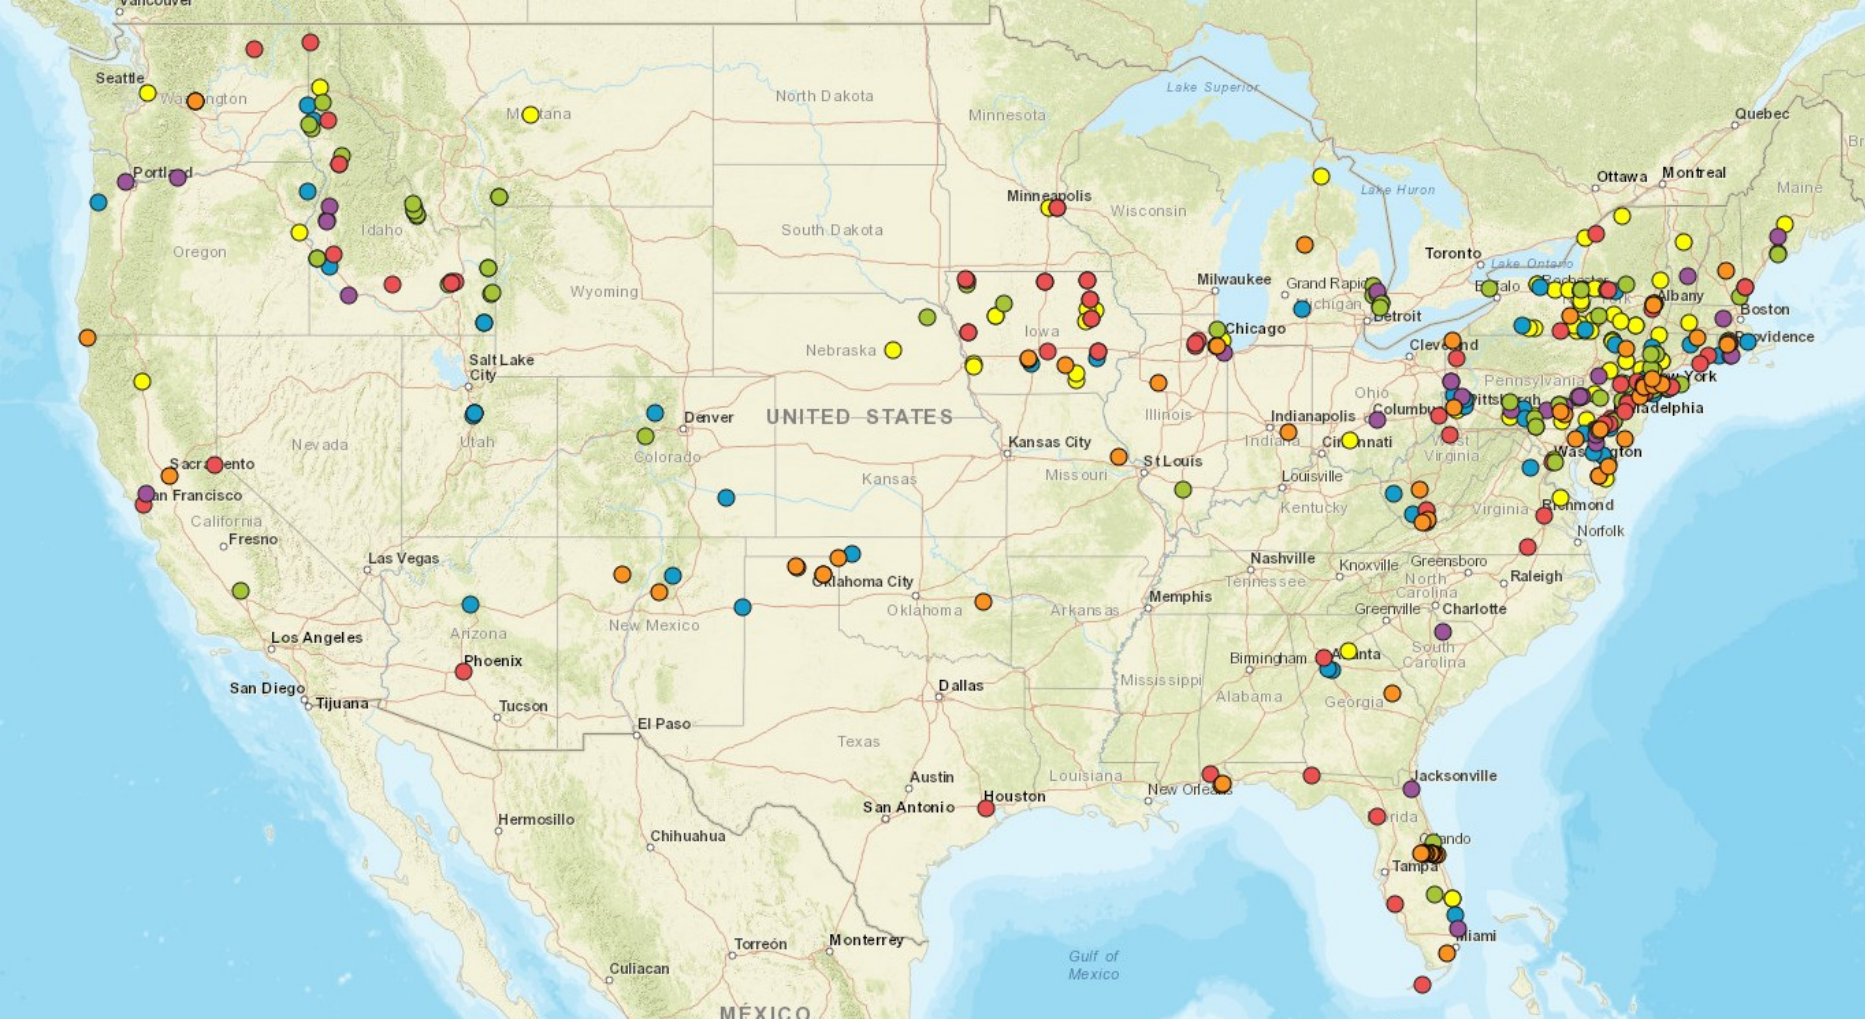 Vancouver
Seattle
Washington
Montana
North Dakota
Minnesota
Lake Superior
Quebec
Portland
Ottawa
Montreal
Maine
Minneapolis
Wisconsin
Lake Huron
Oregon
Idaho
South Dakota
Toronto
Lake Ontario
Wyoming
Milwaukee
Grand Rapids
Michigan
Buffalo
Rochester
Albany
Boston
Detroit
Iowa
Chicago
Providence
Nebraska
Cleveland
Salt Lake
City
Ohio
Pennsylvania
New York
Pittsburgh
Philadelphia
Nevada
Utah
Denver
Colorado
UNITED STATES
Illinois
Indianapolis
Indiana
Columbus
Cincinnati
West
Virginia
Washington
Sacramento
San Francisco
California
Fresno
Kansas
Kansas City
Missouri
St Louis
Louisville
Kentucky
Virginia
Richmond
Norfolk
Las Vegas
Oklahoma City
Oklahoma
Arkansas
Nashville
Tennessee
Knoxville
Greensboro
North
Carolina
Raleigh
Memphis
Greenville
Charlotte
Los Angeles
Arizona
New Mexico
Phoenix
Birmingham
Atlanta
South
Carolina
San Diego
Tijuana
Tucson
El Paso
Dallas
Mississippi
Alabama
Georgia
Texas
Austin
San Antonio
Houston
Louisiana
New Orleans
Jacksonville
Florida
Hermosillo
Chihuahua
Orlando
Tampa
Miami
Torreón
Monterrey
Culiacan
Gulf of
Mexico
MÉXICO